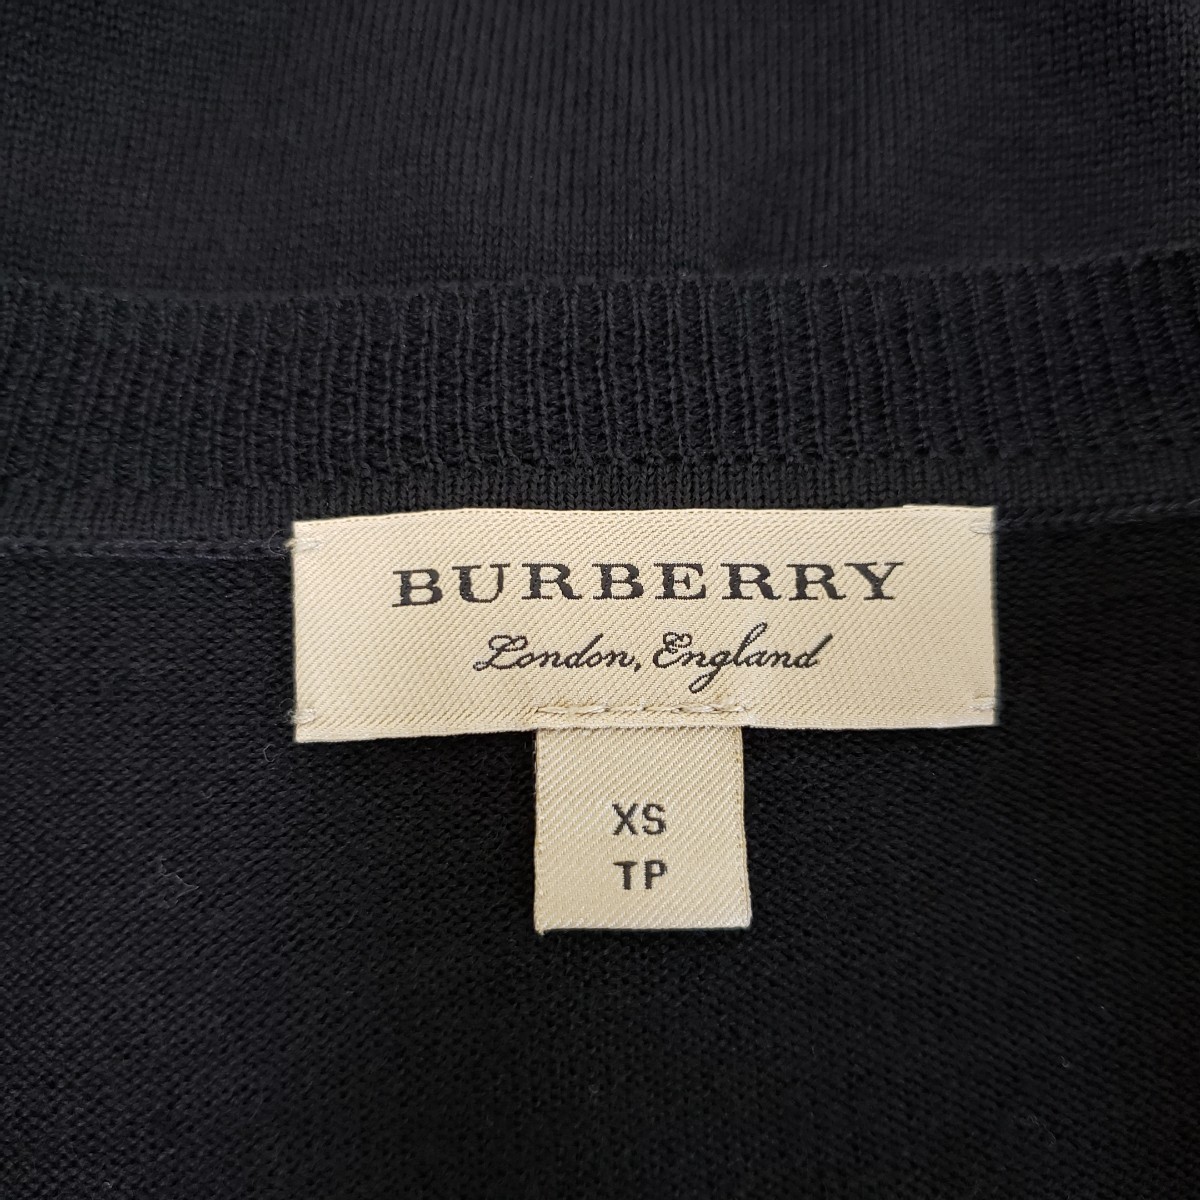 BURBERRY
London, England
XS
TP